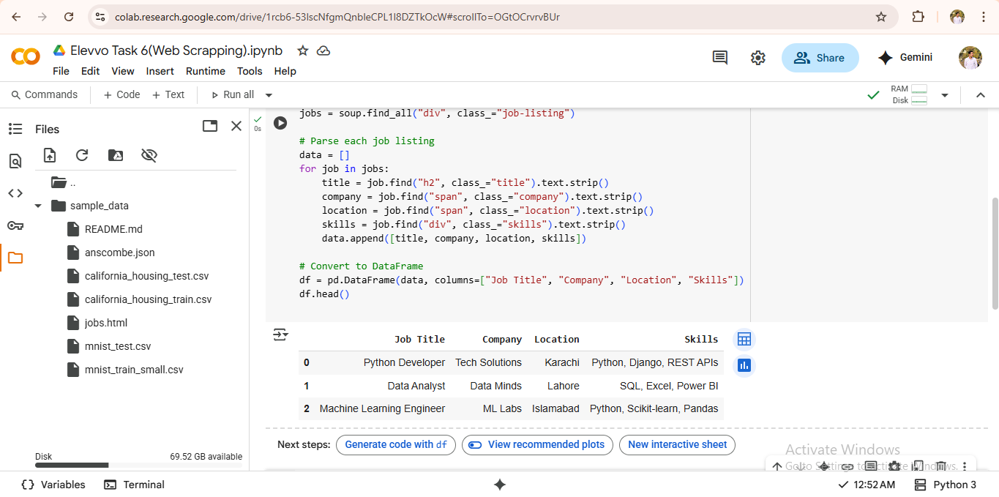 colab.research.google.com/drive/1rcb6-53lscNfgmQnbleCPL1I8DZTkOcW#scrollTo=OGtOCrvrvBUr
Elevvo Task 6(Web Scrapping).ipynb
File Edit View Insert Runtime Tools Help
Share
Gemini
Commands + Code + Text Run all
RAM
Disk
Files
..
sample_data
README.md
anscombe.json
california_housing_test.csv
california_housing_train.csv
jobs.html
mnist_test.csv
mnist_train_small.csv
Disk 69.52 GB available
0s
jobs = soup.find_all("div", class_="job-listing")
# Parse each job listing
data = []
for job in jobs:
    title = job.find("h2", class_="title").text.strip()
    company = job.find("span", class_="company").text.strip()
    location = job.find("span", class_="location").text.strip()
    skills = job.find("div", class_="skills").text.strip()
    data.append([title, company, location, skills])
# Convert to DataFrame
df = pd.DataFrame(data, columns=["Job Title", "Company", "Location", "Skills"])
df.head()
Job Title Company Location Skills
0 Python Developer Tech Solutions Karachi Python, Django, REST APIs
1 Data Analyst Data Minds Lahore SQL, Excel, Power BI
2 Machine Learning Engineer ML Labs Islamabad Python, Scikit-learn, Pandas
Next steps: Generate code with df View recommended plots New interactive sheet
Activate Windows
Go to Settings to activate Windows.
Variables Terminal 12:52 AM Python 3